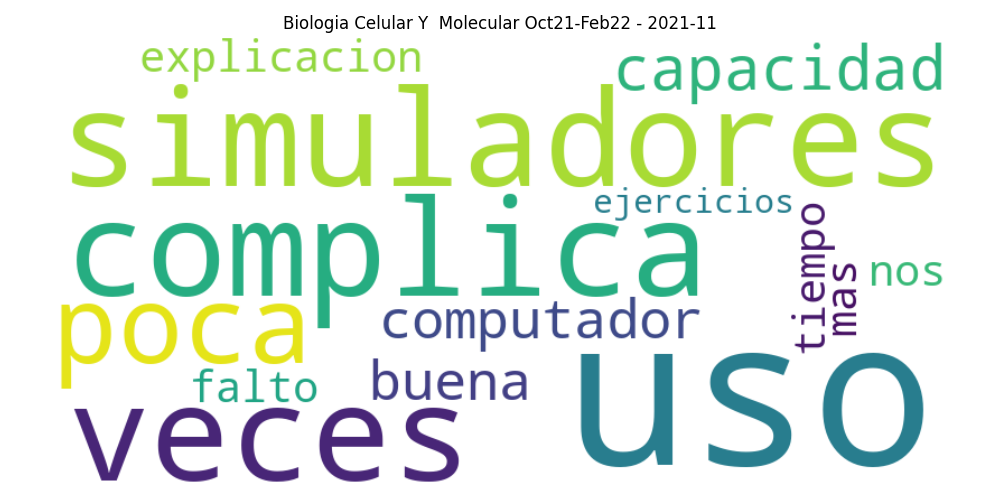 Biologia Celular Y  Molecular Oct21-Feb22 - 2021-11
explicacion
capacidad
simuladores
complica
ejercicios
tiempo
mas
nos
poca
computador
falto
buena
veces
uso